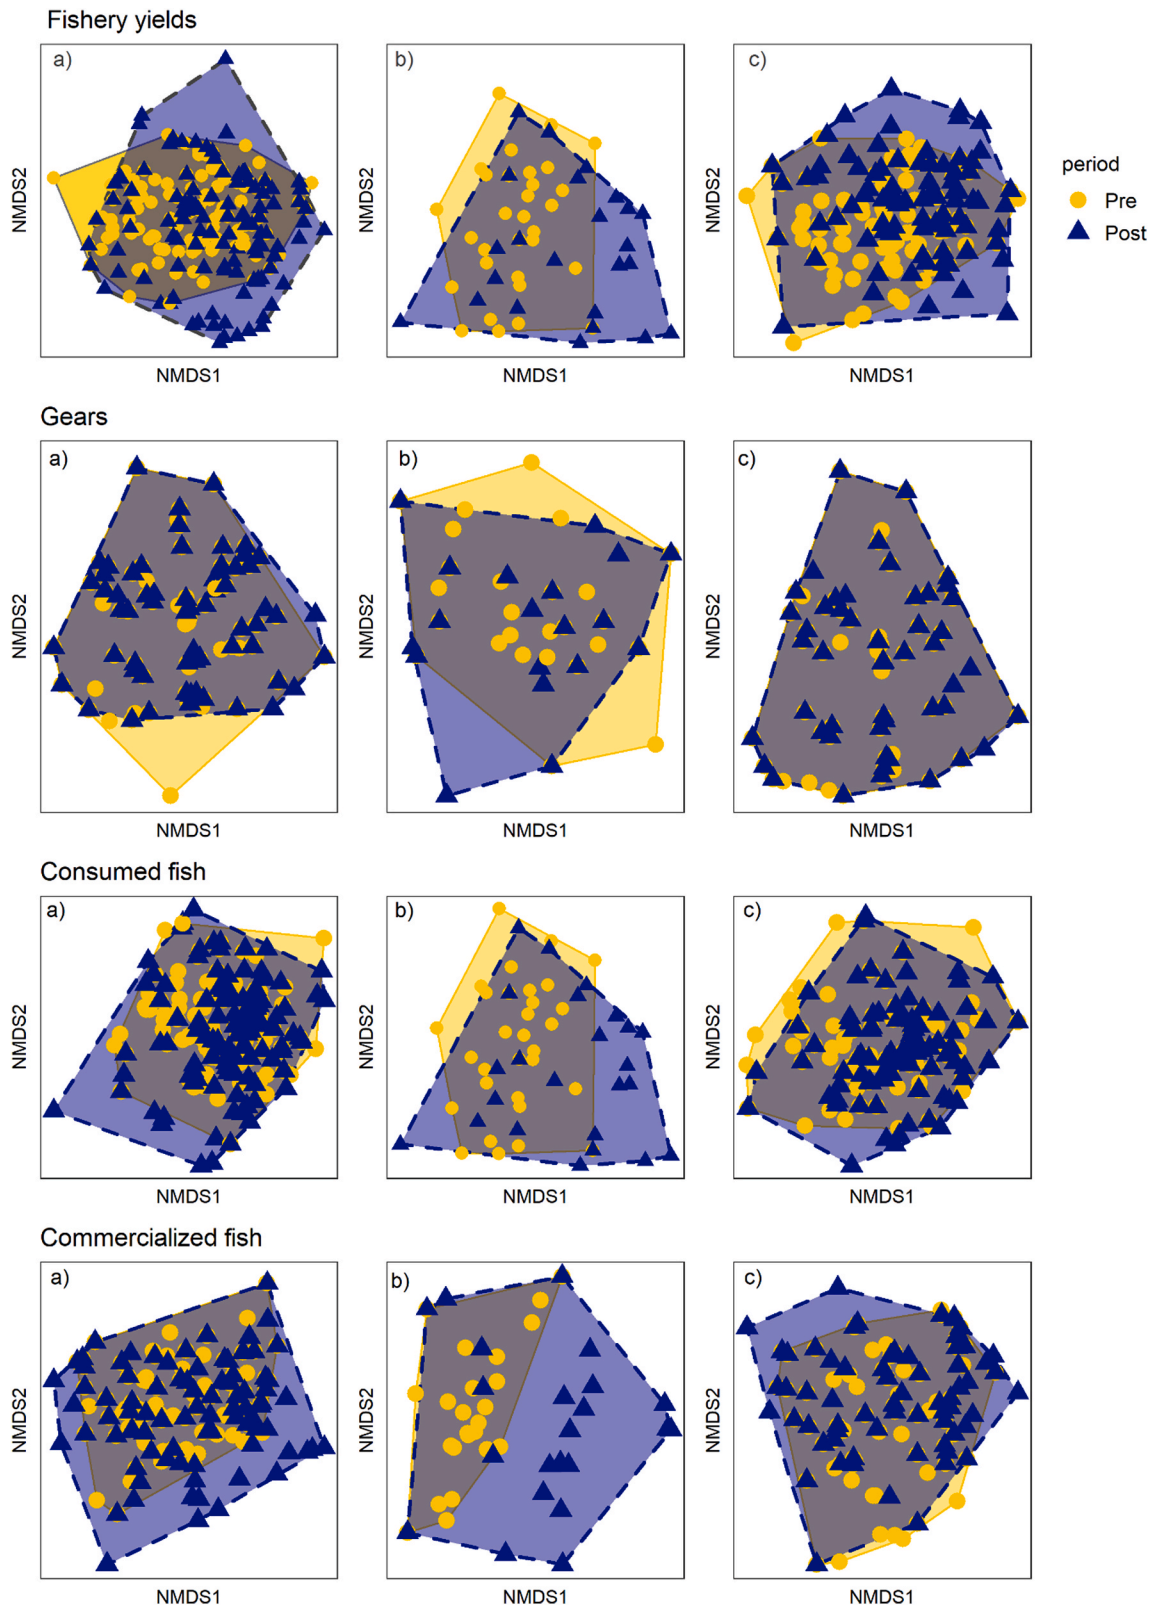 Fishery yields
a)
b)
c)
NMDS2
NMDS2
NMDS2
NMDS1
NMDS1
NMDS1
period
Pre
Post
Gears
a)
b)
c)
NMDS2
NMDS2
NMDS2
NMDS1
NMDS1
NMDS1
Consumed fish
a)
b)
c)
NMDS2
NMDS2
NMDS2
NMDS1
NMDS1
NMDS1
Commercialized fish
a)
b)
c)
NMDS2
NMDS2
NMDS2
NMDS1
NMDS1
NMDS1